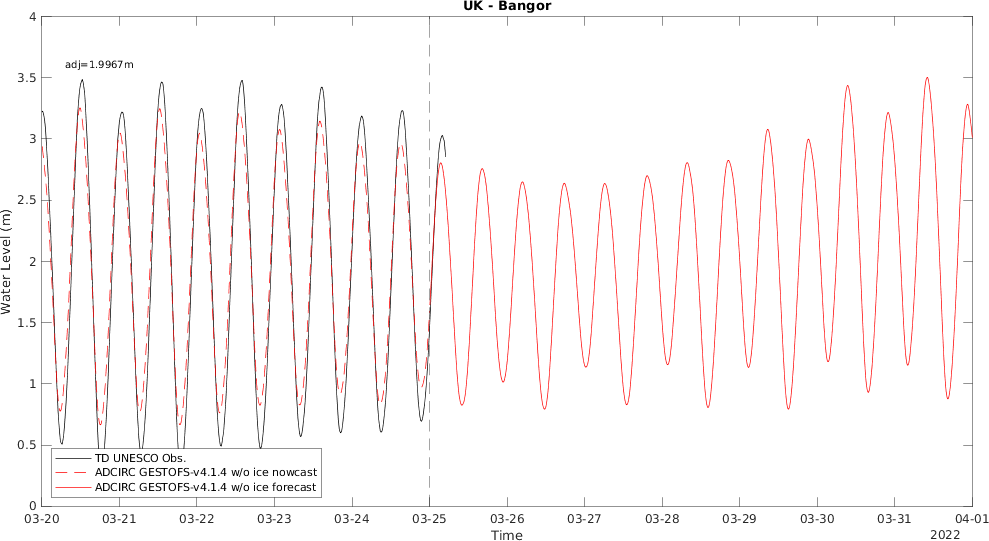 UK - Bangor
adj=1.9967m
Water Level (m)
4
3.5
3
2.5
2
1.5
1
0.5
0
TD UNESCO Obs.
ADCIRC GESTOFS-v4.1.4 w/o ice nowcast
ADCIRC GESTOFS-v4.1.4 w/o ice forecast
03-20 03-21 03-22 03-23 03-24 03-25 03-26 03-27 03-28 03-29 03-30 03-31 04-01
Time
2022